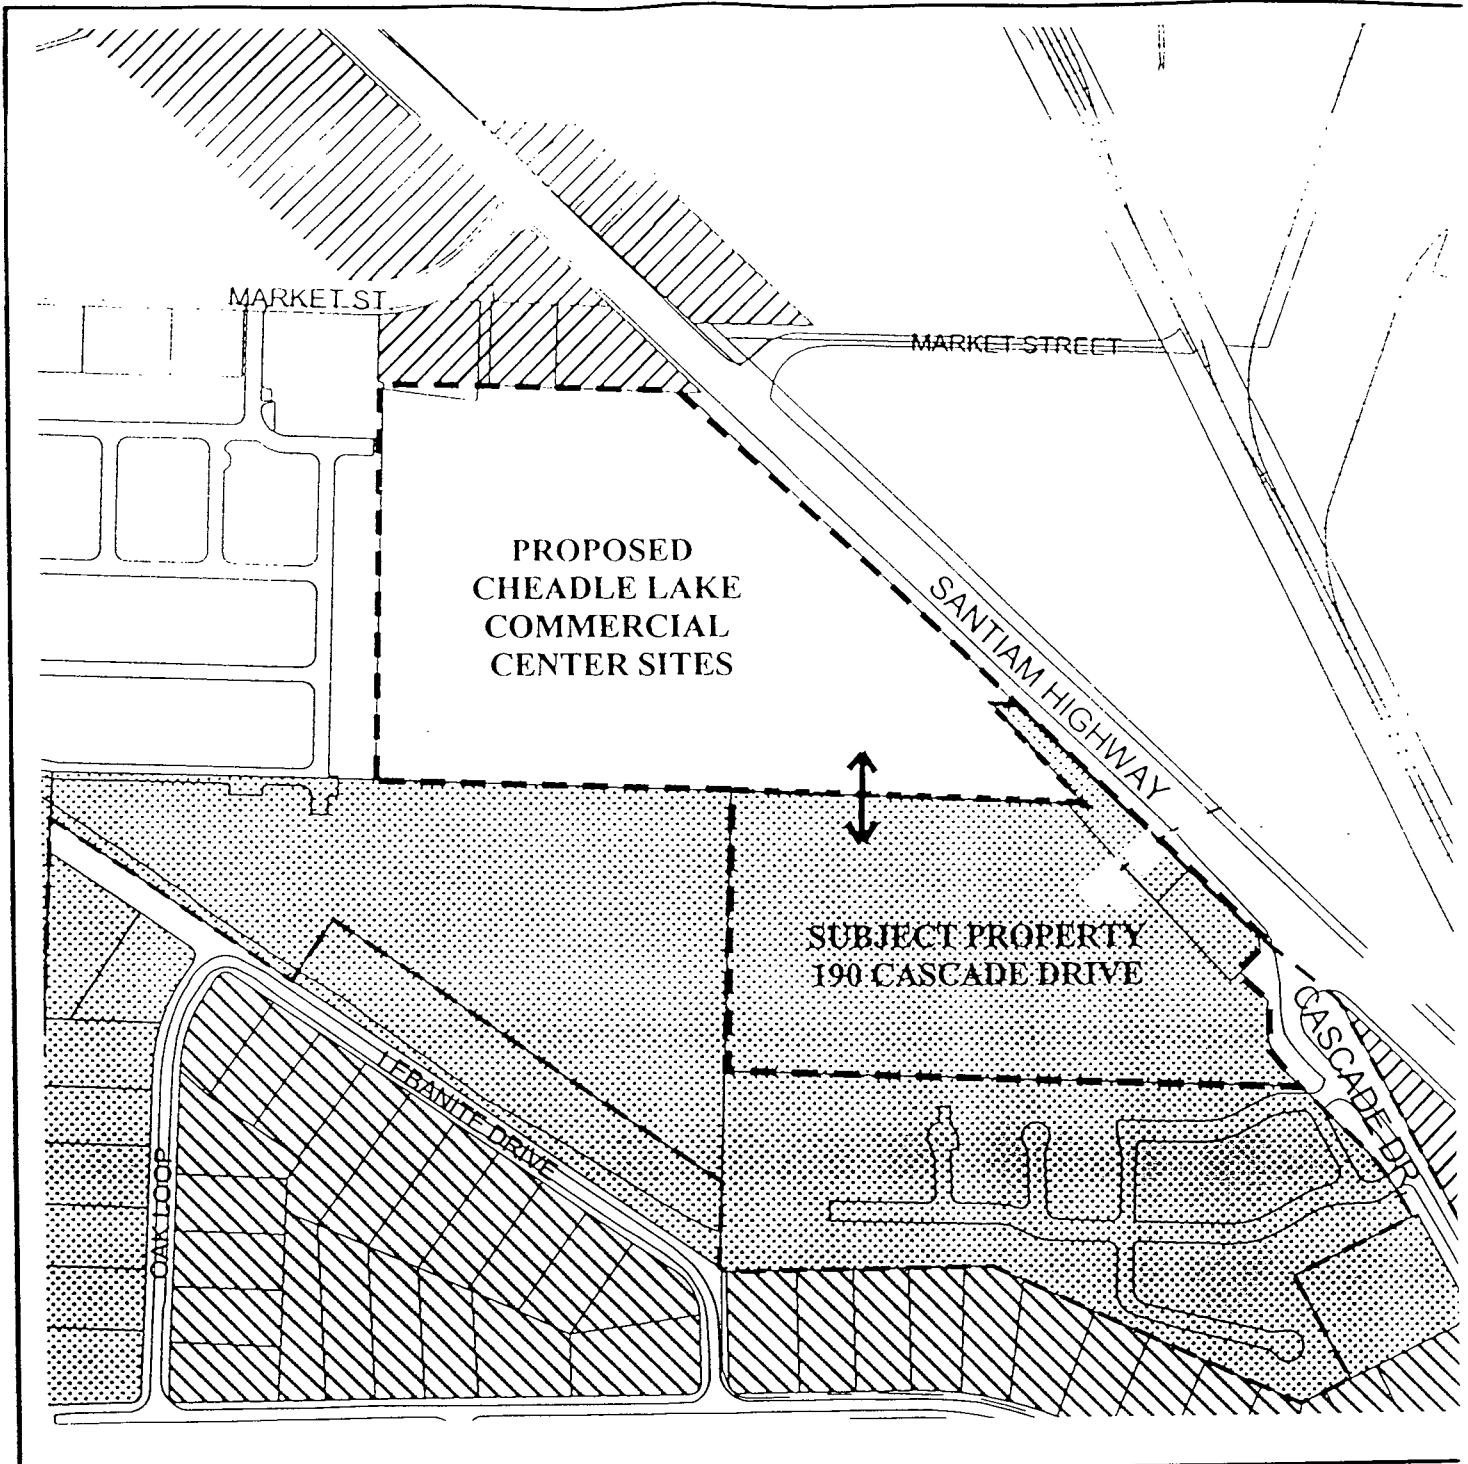 MARKET ST.
MARKET STREET
PROPOSED
CHEADLE LAKE
COMMERCIAL
CENTER SITES
SANTIAM HIGHWAY
SUBJECT PROPERTY
190 CASCADE DRIVE
CASCADE DR
LEBANITE DRIVE
OAK LOOP